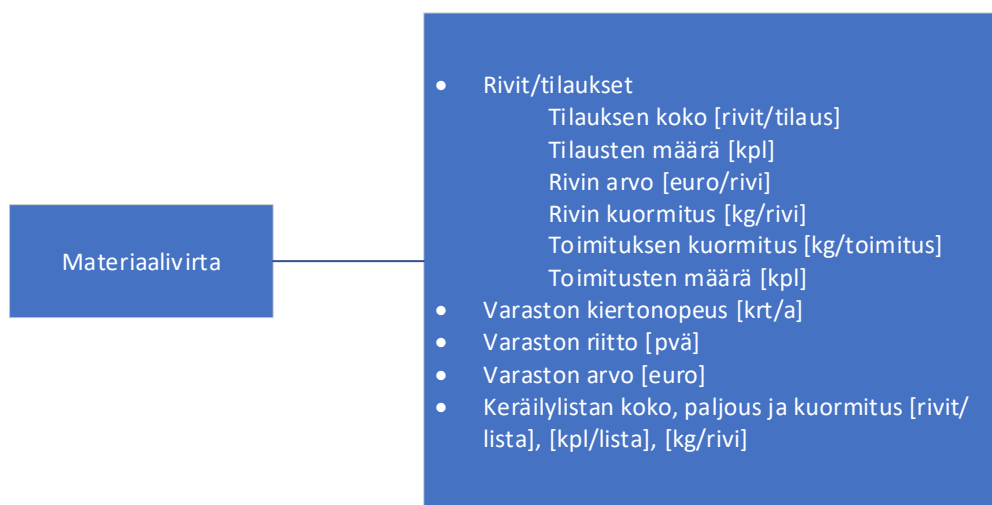 Materiaalivirta
• Rivit/tilaukset
Tilauksen koko [rivit/tilaus]
Tilausten määrä [kpl]
Rivin arvo [euro/rivi]
Rivin kuormitus [kg/rivi]
Toimituksen kuormitus [kg/toimitus]
Toimitusten määrä [kpl]
• Varaston kiertonopeus [krt/a]
• Varaston riitto [pvä]
• Varaston arvo [euro]
• Keräilylistan koko, paljous ja kuormitus [rivit/
lista], [kpl/lista], [kg/rivi]